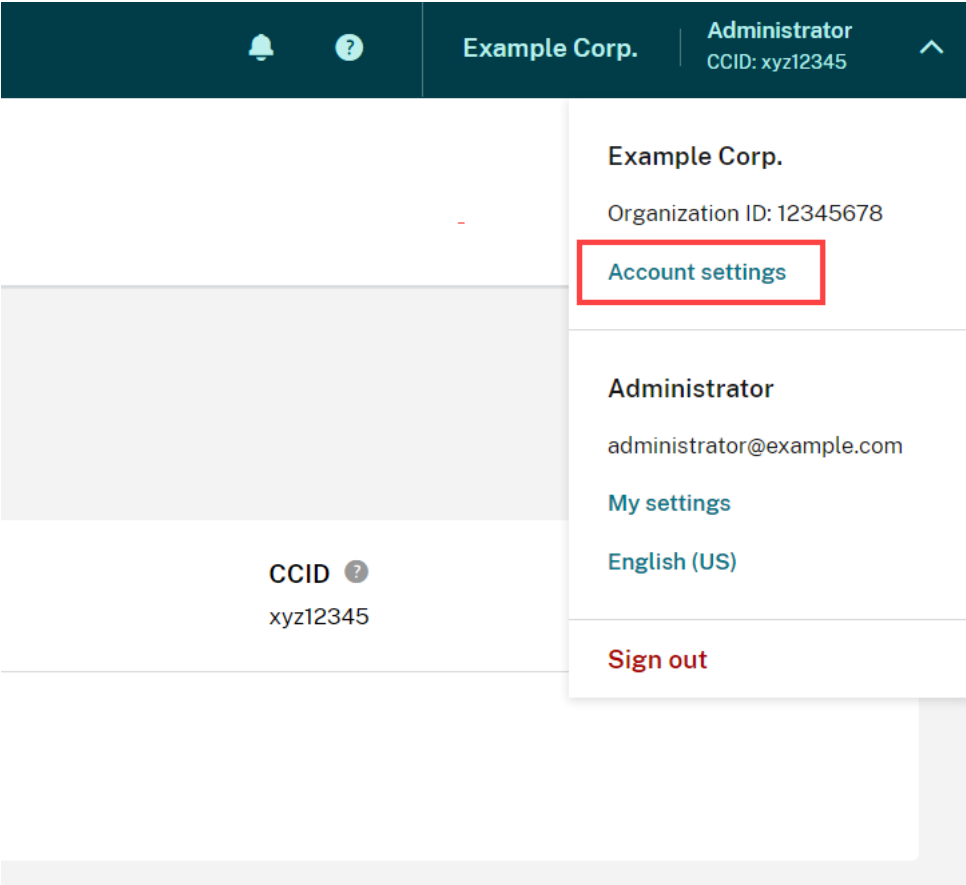 Example Corp.
Administrator
CCID: xyz12345
Example Corp.
Organization ID: 12345678
Account settings
Administrator
administrator@example.com
My settings
English (US)
Sign out
CCID ?
xyz12345